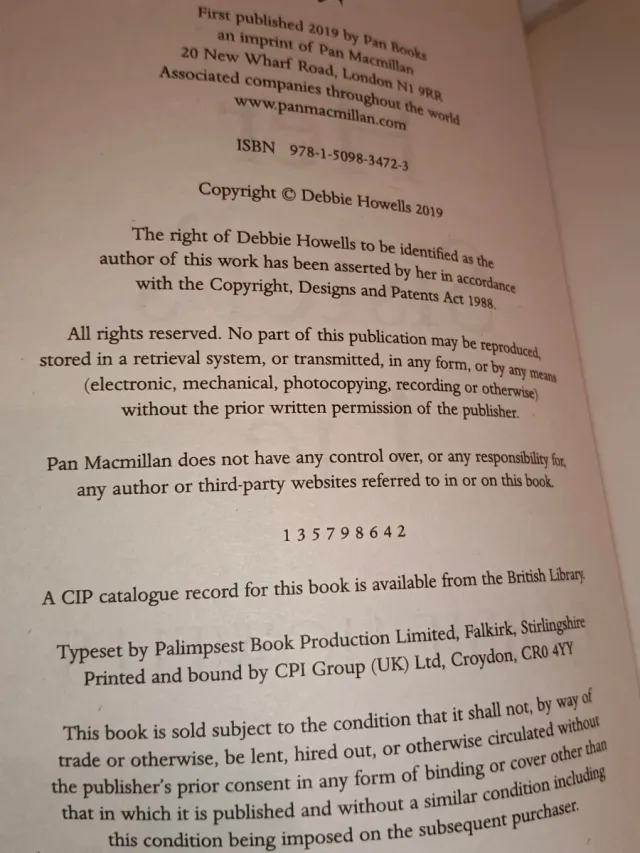 First published 2019 by Pan Books
an imprint of Pan Macmillan
20 New Wharf Road, London N1 9RR
Associated companies throughout the world
www.panmacmillan.com
ISBN 978-1-5098-3472-3
Copyright © Debbie Howells 2019
The right of Debbie Howells to be identified as the
author of this work has been asserted by her in accordance
with the Copyright, Designs and Patents Act 1988.
All rights reserved. No part of this publication may be reproduced,
stored in a retrieval system, or transmitted, in any form, or by any means
(electronic, mechanical, photocopying, recording or otherwise)
without the prior written permission of the publisher.
Pan Macmillan does not have any control over, or any responsibility for,
any author or third-party websites referred to in or on this book.
1 3 5 7 9 8 6 4 2
A CIP catalogue record for this book is available from the British Library.
Typeset by Palimpsest Book Production Limited, Falkirk, Stirlingshire
Printed and bound by CPI Group (UK) Ltd, Croydon, CR0 4YY
This book is sold subject to the condition that it shall not, by way of
trade or otherwise, be lent, hired out, or otherwise circulated without
the publisher's prior consent in any form of binding or cover other than
that in which it is published and without a similar condition including
this condition being imposed on the subsequent purchaser.